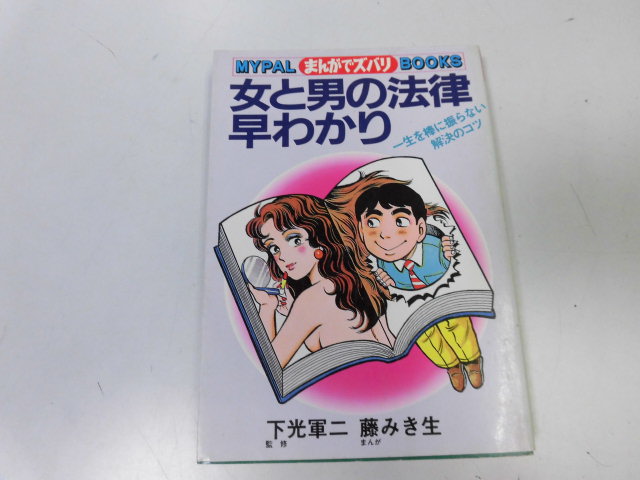 MYPAL まんがでズバリ BOOKS
女と男の法律
早わかり
一生を棒に振らない
解決のコツ
下光軍二 藤みき生
監修 まんが